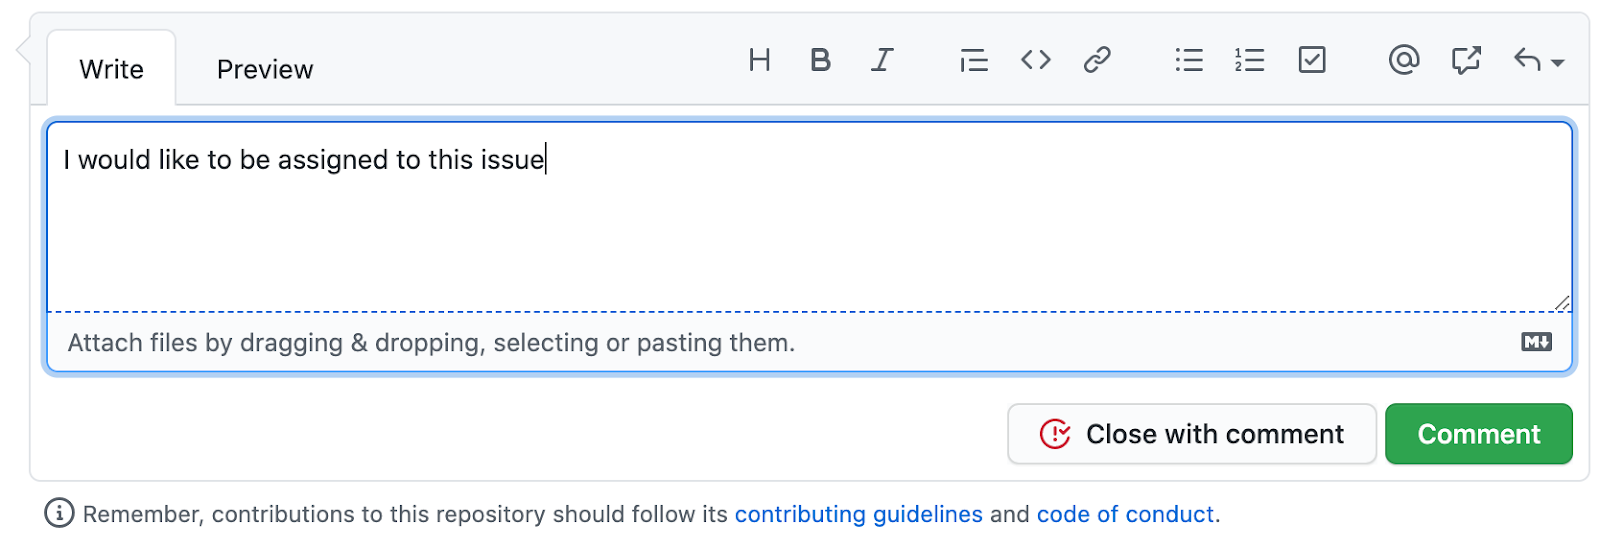 Write Preview H B I @
I would like to be assigned to this issue
Attach files by dragging & dropping, selecting or pasting them. M↓
Close with comment Comment
Remember, contributions to this repository should follow its contributing guidelines and code of conduct.